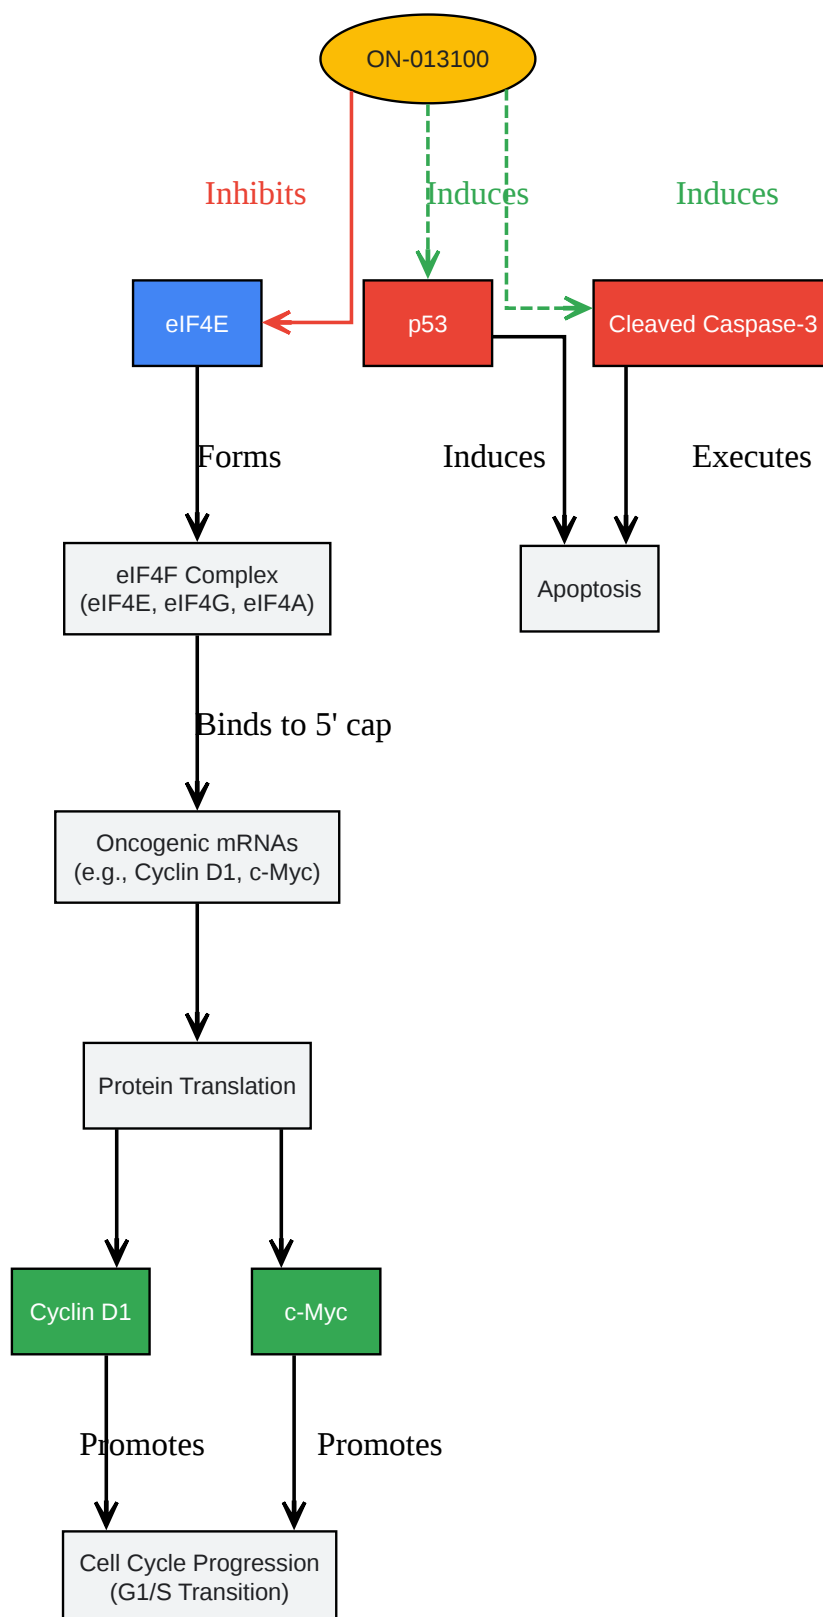 ON-013100
Inhibits
Induces
Induces
eIF4E
p53
Cleaved Caspase-3
Forms
Induces
Executes
eIF4F Complex
(eIF4E, eIF4G, eIF4A)
Apoptosis
Binds to 5' cap
Oncogenic mRNAs
(e.g., Cyclin D1, c-Myc)
Protein Translation
Cyclin D1
c-Myc
Promotes
Promotes
Cell Cycle Progression
(G1/S Transition)